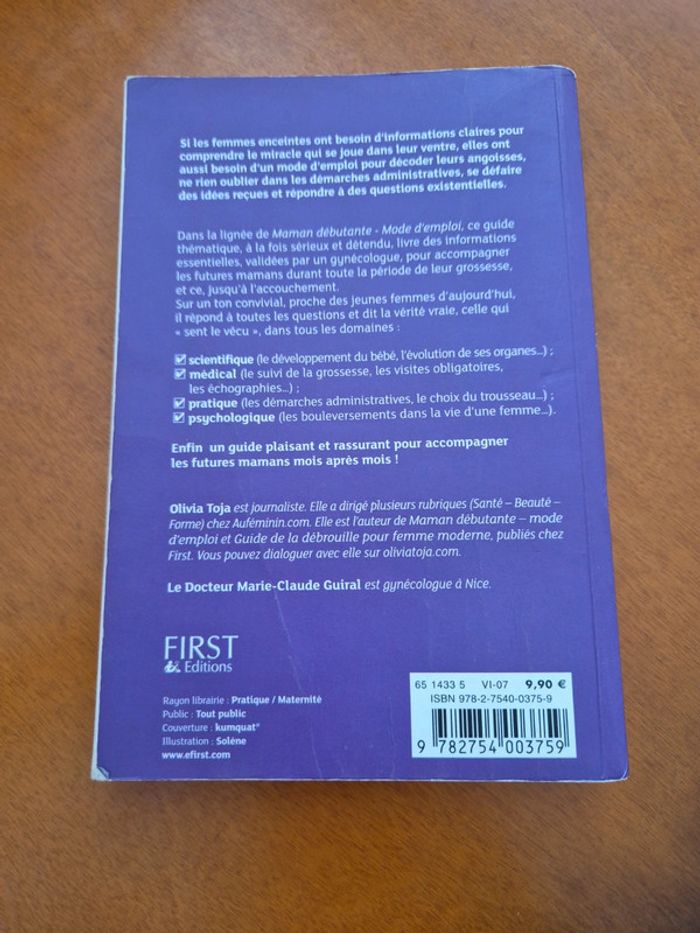 Si les femmes enceintes ont besoin d'informations claires pour
comprendre le miracle qui se joue dans leur ventre, elles ont
aussi besoin d'un mode d'emploi pour décoder leurs angoisses,
ne rien oublier dans les démarches administratives, se défaire
des idées reçues et répondre à des questions existentielles.
Dans la lignée de Maman débutante - Mode d'emploi, ce guide
thématique, à la fois sérieux et détendu, livre des informations
essentielles, validées par un gynécologue, pour accompagner
les futures mamans durant toute la période de leur grossesse,
et ce, jusqu'à l'accouchement.
Sur un ton convivial, proche des jeunes femmes d'aujourd'hui,
il répond à toutes les questions et dit la vérité vraie, celle qui
« sent le vécu », dans tous les domaines :
scientifique (le développement du bébé, l'évolution de ses organes...) ;
médical (le suivi de la grossesse, les visites obligatoires,
les échographies...) ;
pratique (les démarches administratives, le choix du trousseau...) ;
psychologique (les bouleversements dans la vie d'une femme...).
Enfin un guide plaisant et rassurant pour accompagner
les futures mamans mois après mois !
Olivia Toja est journaliste. Elle a dirigé plusieurs rubriques (Santé – Beauté –
Forme) chez Auféminin.com. Elle est l'auteur de Maman débutante – mode
d'emploi et Guide de la débrouille pour femme moderne, publiés chez
First. Vous pouvez dialoguer avec elle sur oliviatoja.com.
Le Docteur Marie-Claude Guiral est gynécologue à Nice.
FIRST
& Editions
Rayon librairie : Pratique / Maternité
Public : Tout public
Couverture : kumquat®
Illustration : Solène
www.efirst.com
65 1433 5 VI-07 9,90 €
ISBN 978-2-7540-0375-9
9 782754 003759